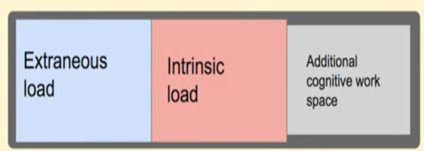 Extraneous
load
Intrinsic
load
Additional
cognitive work
space